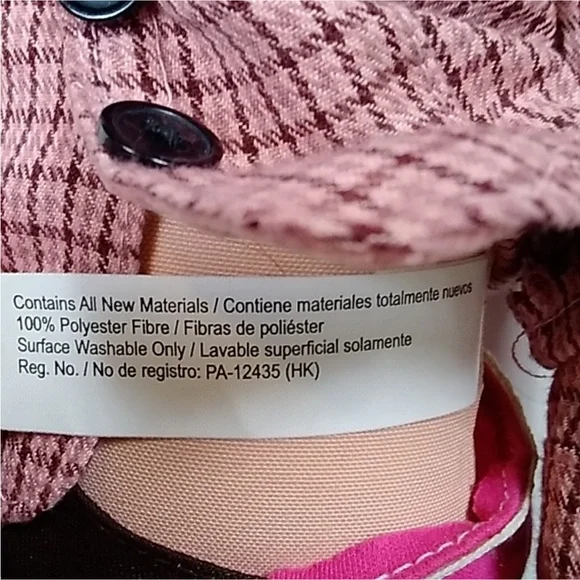 Contains All New Materials / Contiene materiales totalmente nuevos
100% Polyester Fibre / Fibras de poliéster
Surface Washable Only / Lavable superficial solamente
Reg. No. / No de registro: PA-12435 (HK)